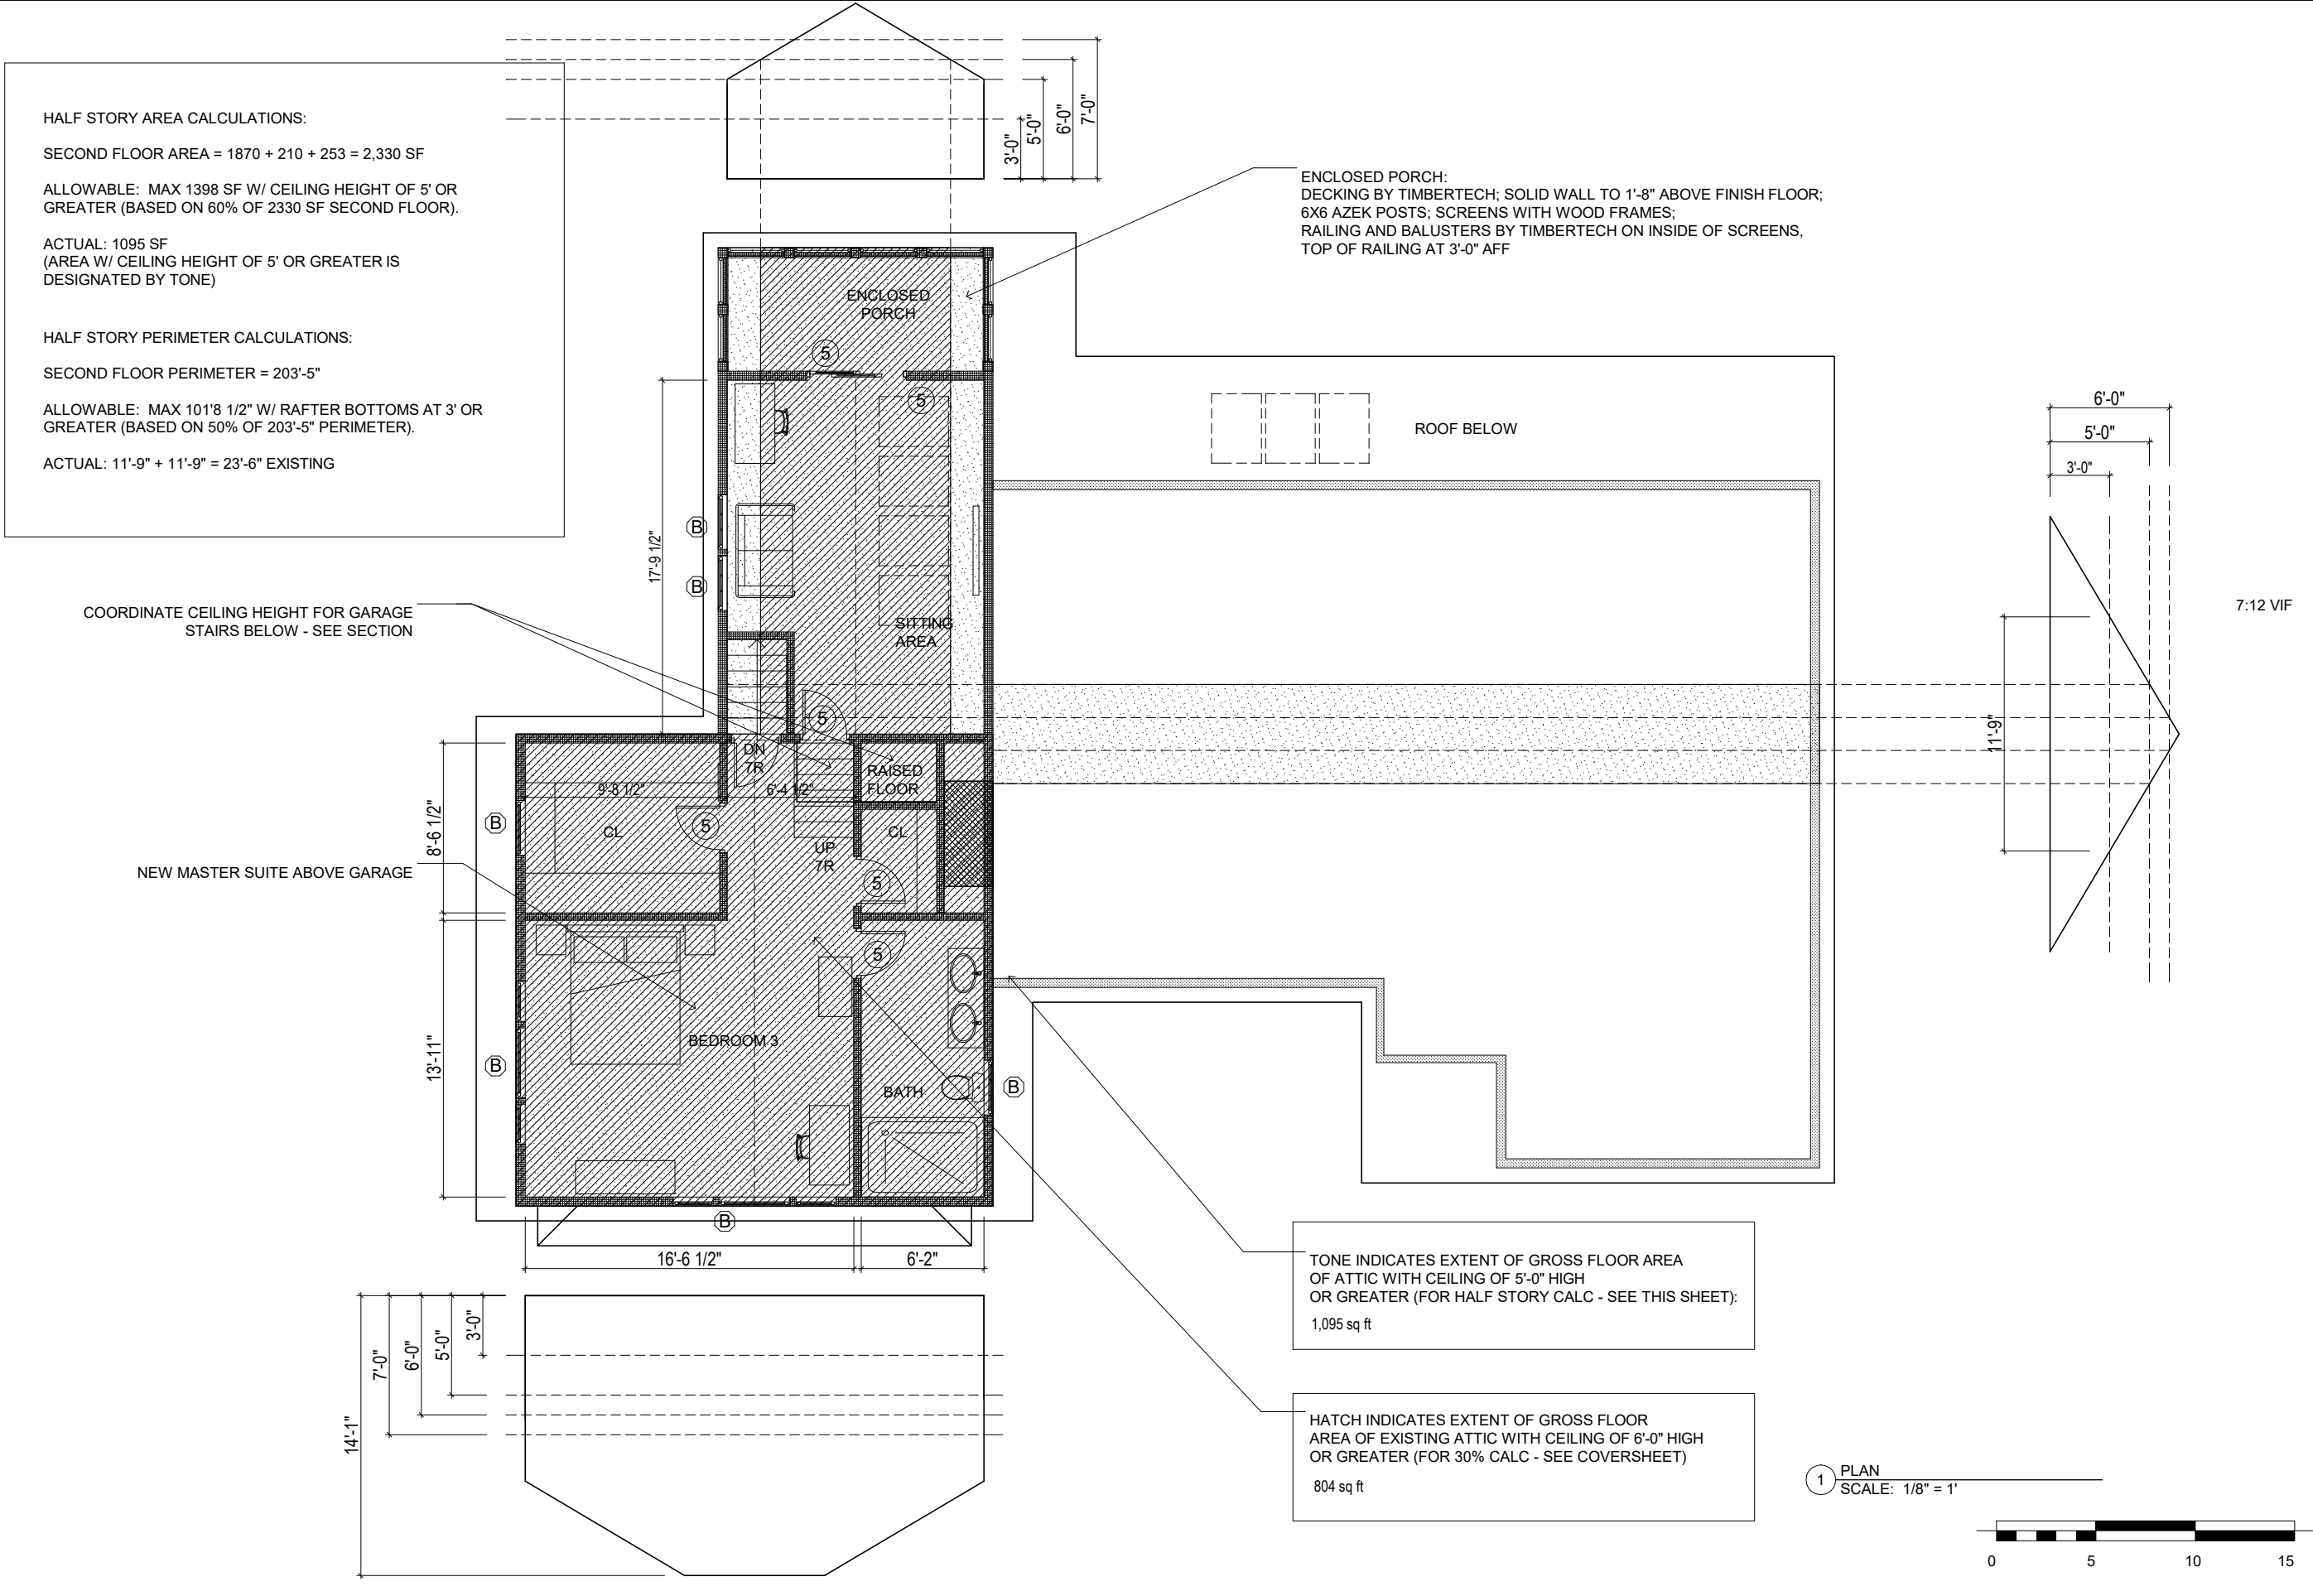 HALF STORY AREA CALCULATIONS:
SECOND FLOOR AREA = 1870 + 210 + 253 = 2,330 SF
ALLOWABLE: MAX 1398 SF W/ CEILING HEIGHT OF 5' OR
GREATER (BASED ON 60% OF 2330 SF SECOND FLOOR).
ACTUAL: 1095 SF
(AREA W/ CEILING HEIGHT OF 5' OR GREATER IS
DESIGNATED BY TONE)
HALF STORY PERIMETER CALCULATIONS:
SECOND FLOOR PERIMETER = 203'-5"
ALLOWABLE: MAX 101'8 1/2" W/ RAFTER BOTTOMS AT 3' OR
GREATER (BASED ON 50% OF 203'-5" PERIMETER).
ACTUAL: 11'-9" + 11'-9" = 23'-6" EXISTING
3'-0"
5'-0"
6'-0"
7'-0"
ENCLOSED PORCH:
DECKING BY TIMBERTECH; SOLID WALL TO 1'-8" ABOVE FINISH FLOOR;
6X6 AZEK POSTS; SCREENS WITH WOOD FRAMES;
RAILING AND BALUSTERS BY TIMBERTECH ON INSIDE OF SCREENS,
TOP OF RAILING AT 3'-0" AFF
ENCLOSED
PORCH
5
5
ROOF BELOW
6'-0"
5'-0"
3'-0"
11'-9"
7:12 VIF
17'-9 1/2"
B
B
COORDINATE CEILING HEIGHT FOR GARAGE
STAIRS BELOW - SEE SECTION
SITTING
AREA
5
DN
7R
RAISED
FLOOR
9'-8 1/2"
6'-4 1/2"
8'-6 1/2"
B
CL
5
CL
UP
7R
5
NEW MASTER SUITE ABOVE GARAGE
5
13'-11"
B
BEDROOM 3
BATH
B
B
16'-6 1/2"
6'-2"
TONE INDICATES EXTENT OF GROSS FLOOR AREA
OF ATTIC WITH CEILING OF 5'-0" HIGH
OR GREATER (FOR HALF STORY CALC - SEE THIS SHEET):
1,095 sq ft
3'-0"
5'-0"
6'-0"
7'-0"
14'-1"
HATCH INDICATES EXTENT OF GROSS FLOOR
AREA OF EXISTING ATTIC WITH CEILING OF 6'-0" HIGH
OR GREATER (FOR 30% CALC - SEE COVERSHEET)
804 sq ft
1
PLAN
SCALE: 1/8" = 1'
0 5 10 15